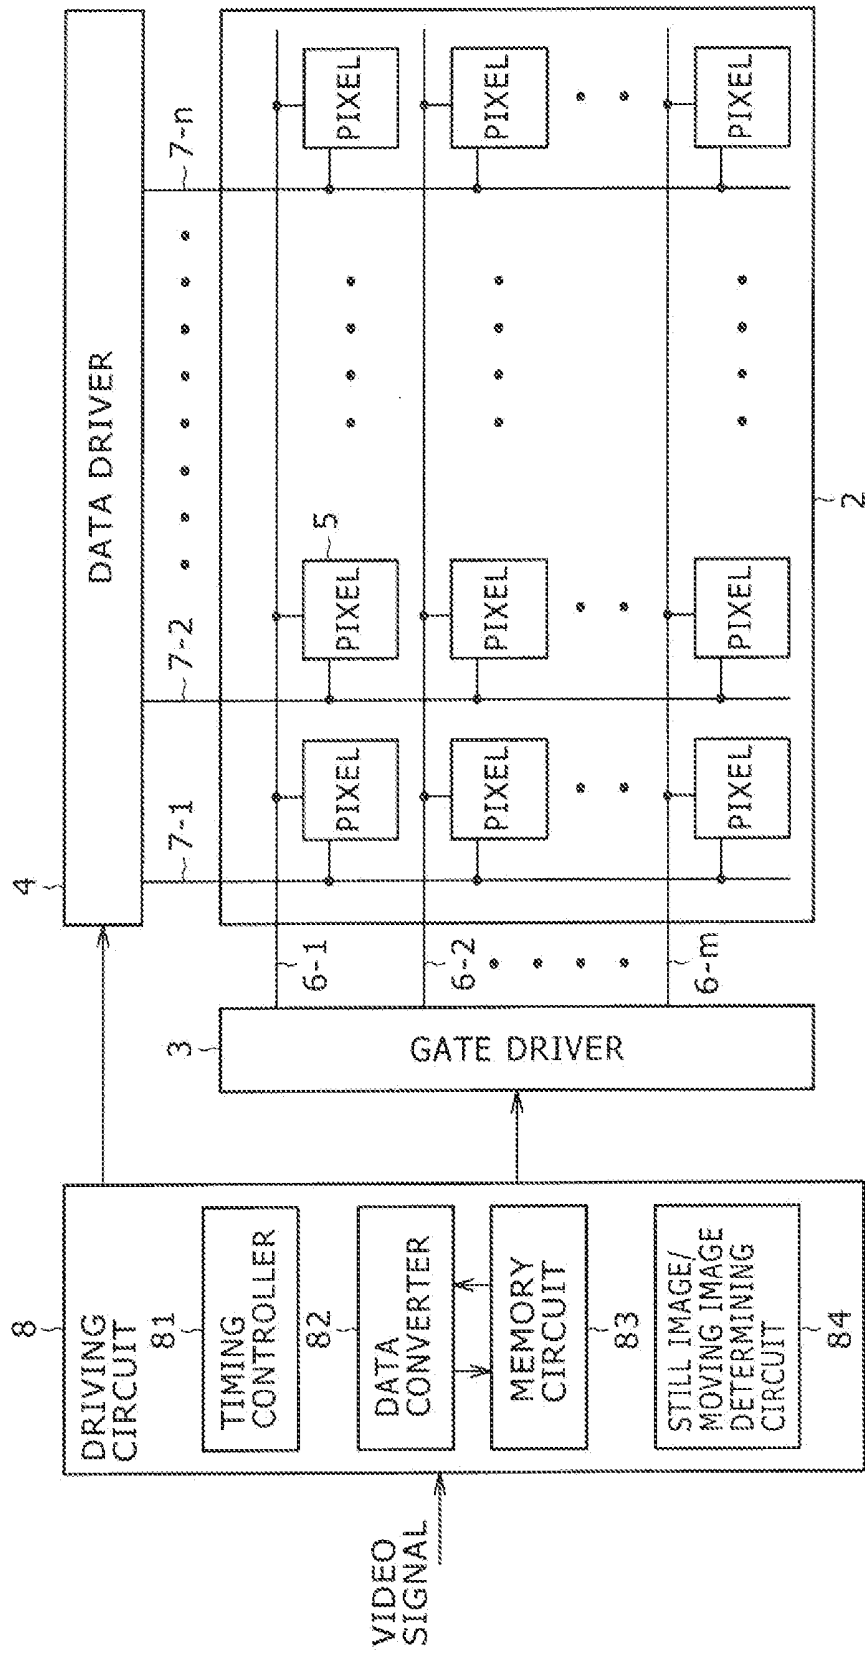 4
DATA DRIVER
7-1
7-2
7-n
8
DRIVING
CIRCUIT
81
TIMING
CONTROLLER
82
DATA
CONVERTER
MEMORY
CIRCUIT
83
STILL IMAGE/
MOVING IMAGE
DETERMINING
CIRCUIT
84
VIDEO
SIGNAL
3
GATE DRIVER
6-1
6-2
6-m
PIXEL
PIXEL
5
PIXEL
PIXEL
PIXEL
PIXEL
PIXEL
PIXEL
PIXEL
2